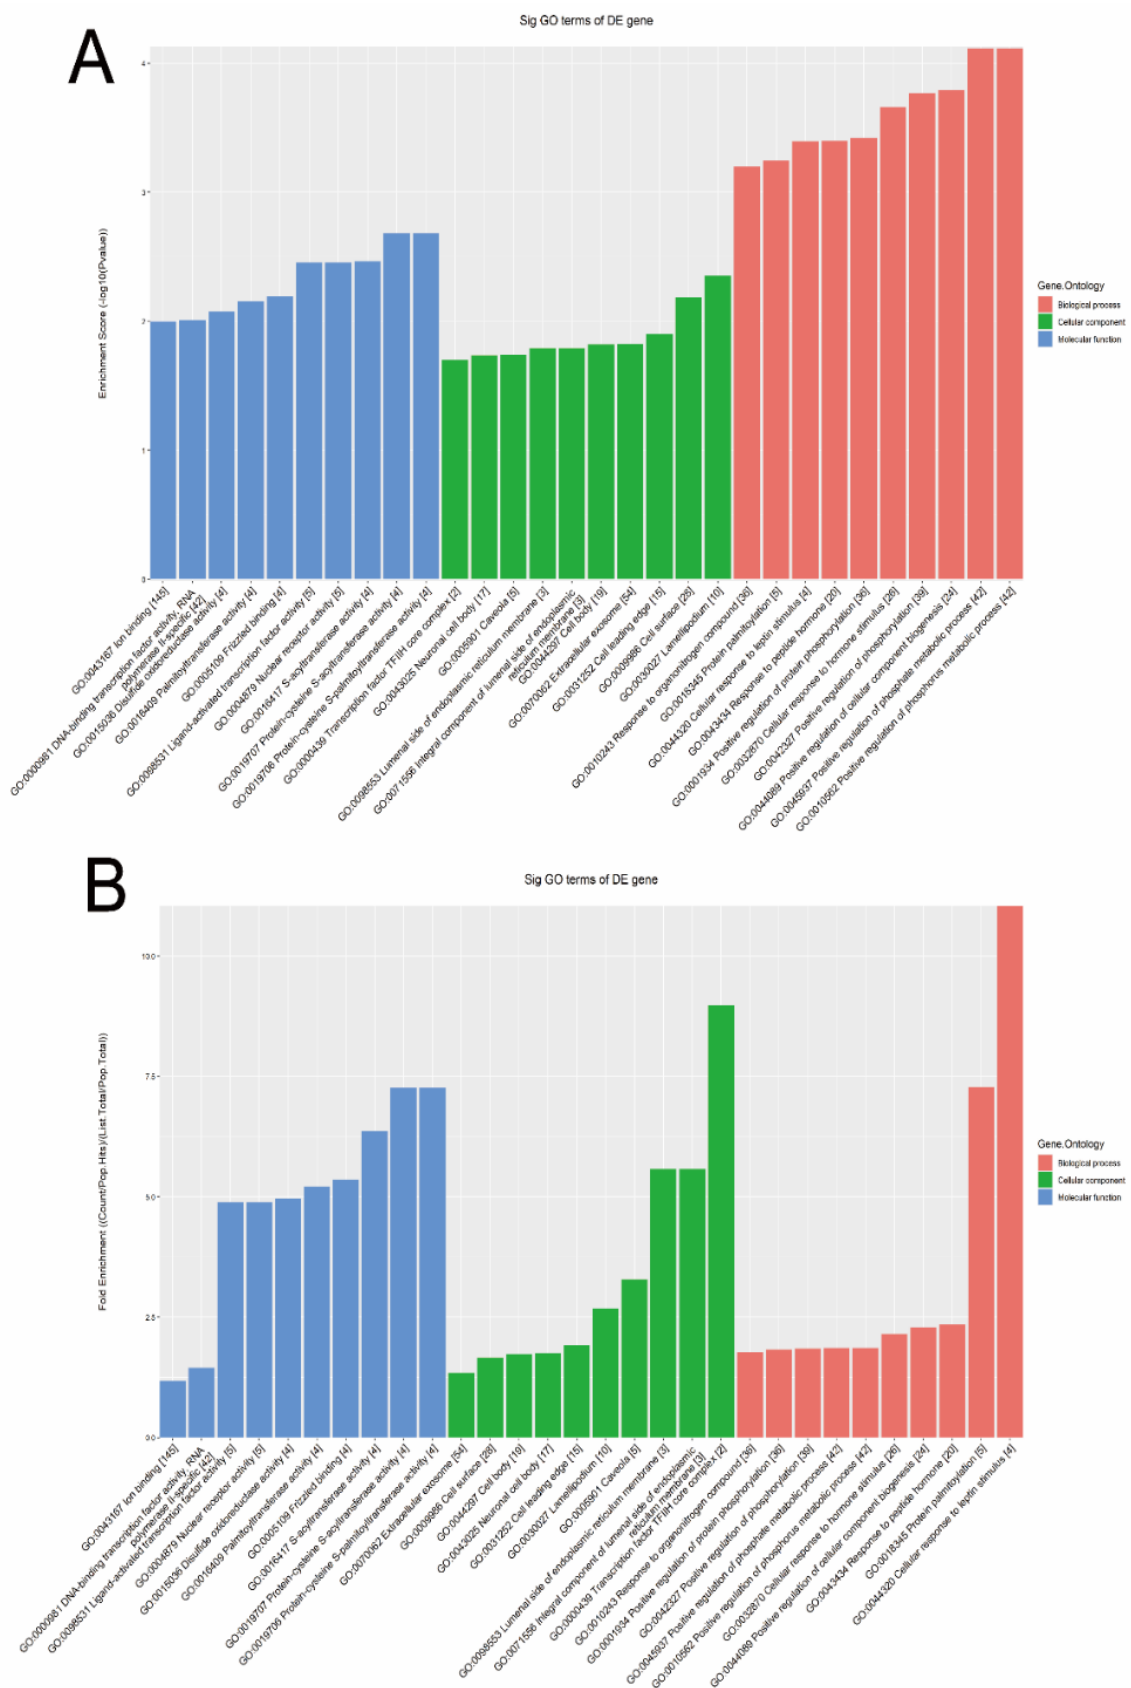 Sig GO terms of DE gene
A
Enrichment Score (-log10(Pvalue))
4
3
2
1
0
Gene.Ontology
Biological process
Cellular component
Molecular function
GO:0043167 Ion binding [145]
GO:0000981 DNA-binding transcription factor activity, RNA
polymerase II-specific [42]
GO:0015036 Disulfide oxidoreductase activity [4]
GO:0016409 Palmitoyltransferase activity [4]
GO:0005109 Frizzled binding [4]
GO:0098531 Ligand-activated transcription factor activity [5]
GO:0004879 Nuclear receptor activity [5]
GO:0016417 S-acyltransferase activity [4]
GO:0019707 Protein-cysteine S-acyltransferase activity [4]
GO:0019706 Protein-cysteine S-palmitoyltransferase activity [4]
GO:0000439 Transcription factor TFIIH core complex [2]
GO:0043025 Neuronal cell body [17]
GO:0005901 Caveola [5]
GO:0098553 Lumenal side of endoplasmic reticulum membrane [3]
GO:0071556 Integral component of lumenal side of endoplasmic
reticulum membrane [3]
GO:0044297 Cell body [19]
GO:0070062 Extracellular exosome [54]
GO:0031252 Cell leading edge [15]
GO:0009986 Cell surface [28]
GO:0030027 Lamellipodium [10]
GO:0010243 Response to organonitrogen compound [36]
GO:0018345 Protein palmitoylation [5]
GO:0044320 Cellular response to leptin stimulus [4]
GO:0043434 Response to peptide hormone [20]
GO:0001934 Positive regulation of protein phosphorylation [36]
GO:0032870 Cellular response to hormone stimulus [26]
GO:0042327 Positive regulation of phosphorylation [39]
GO:0044089 Positive regulation of cellular component biogenesis [24]
GO:0045937 Positive regulation of phosphate metabolic process [42]
GO:0010562 Positive regulation of phosphorus metabolic process [42]
Sig GO terms of DE gene
B
Fold Enrichment ((Count/Pop.Hits)/(List.Total/Pop.Total))
10.0
7.5
5.0
2.5
0.0
Gene.Ontology
Biological process
Cellular component
Molecular function
GO:0043167 Ion binding [145]
GO:0000981 DNA-binding transcription factor activity, RNA
polymerase II-specific [42]
GO:0098531 Ligand-activated transcription factor activity [5]
GO:0004879 Nuclear receptor activity [5]
GO:0015036 Disulfide oxidoreductase activity [4]
GO:0016409 Palmitoyltransferase activity [4]
GO:0005109 Frizzled binding [4]
GO:0016417 S-acyltransferase activity [4]
GO:0019707 Protein-cysteine S-acyltransferase activity [4]
GO:0019706 Protein-cysteine S-palmitoyltransferase activity [4]
GO:0070062 Extracellular exosome [54]
GO:0009986 Cell surface [28]
GO:0044297 Cell body [19]
GO:0043025 Neuronal cell body [17]
GO:0031252 Cell leading edge [15]
GO:0030027 Lamellipodium [10]
GO:0005901 Caveola [5]
GO:0098553 Lumenal side of endoplasmic reticulum membrane [3]
GO:0071556 Integral component of lumenal side of endoplasmic
reticulum membrane [3]
GO:0000439 Transcription factor TFIIH core complex [2]
GO:0010243 Response to organonitrogen compound [36]
GO:0001934 Positive regulation of protein phosphorylation [36]
GO:0042327 Positive regulation of phosphorylation [39]
GO:0045937 Positive regulation of phosphate metabolic process [42]
GO:0010562 Positive regulation of phosphorus metabolic process [42]
GO:0032870 Cellular response to hormone stimulus [26]
GO:0044089 Positive regulation of cellular component biogenesis [24]
GO:0043434 Response to peptide hormone [20]
GO:0018345 Protein palmitoylation [5]
GO:0044320 Cellular response to leptin stimulus [4]